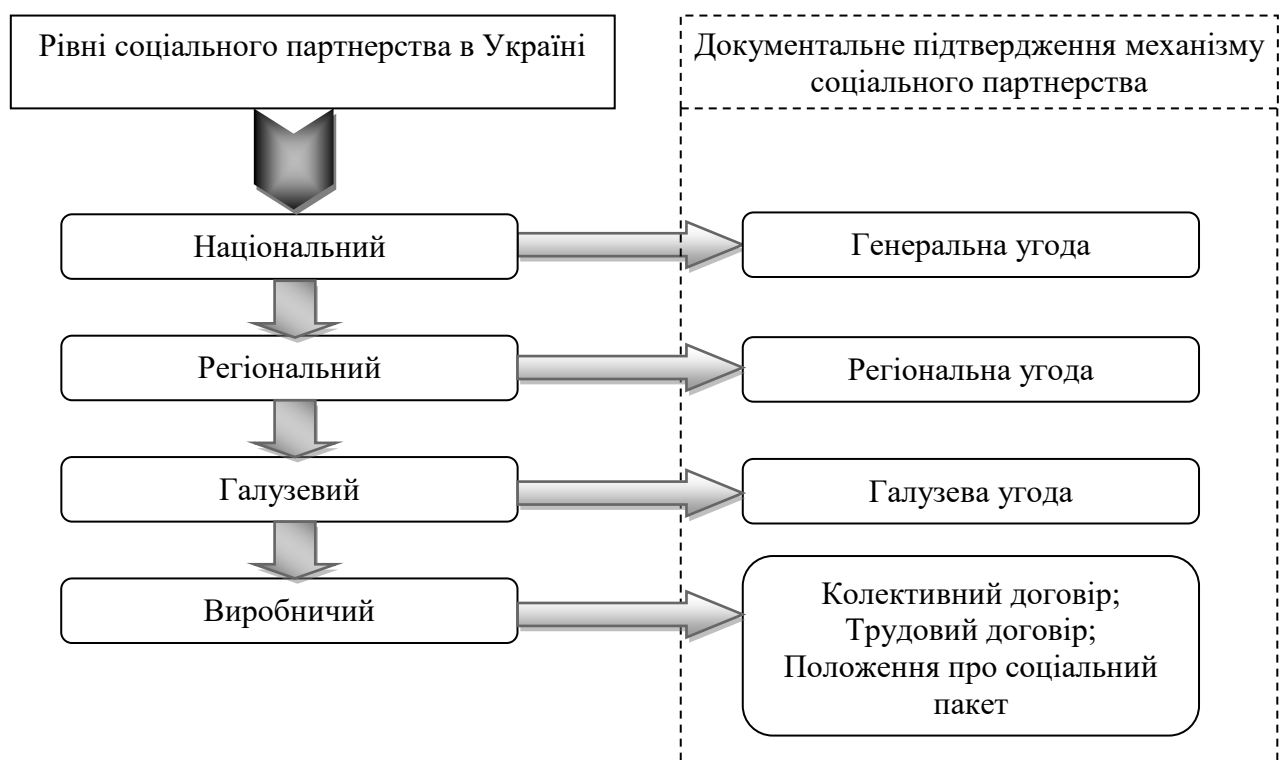 Рівні соціального партнерства в Україні
Документальне підтвердження механізму
соціального партнерства
Національний
Генеральна угода
Регіональний
Регіональна угода
Галузевий
Галузева угода
Виробничий
Колективний договір;
Трудовий договір;
Положення про соціальний
пакет